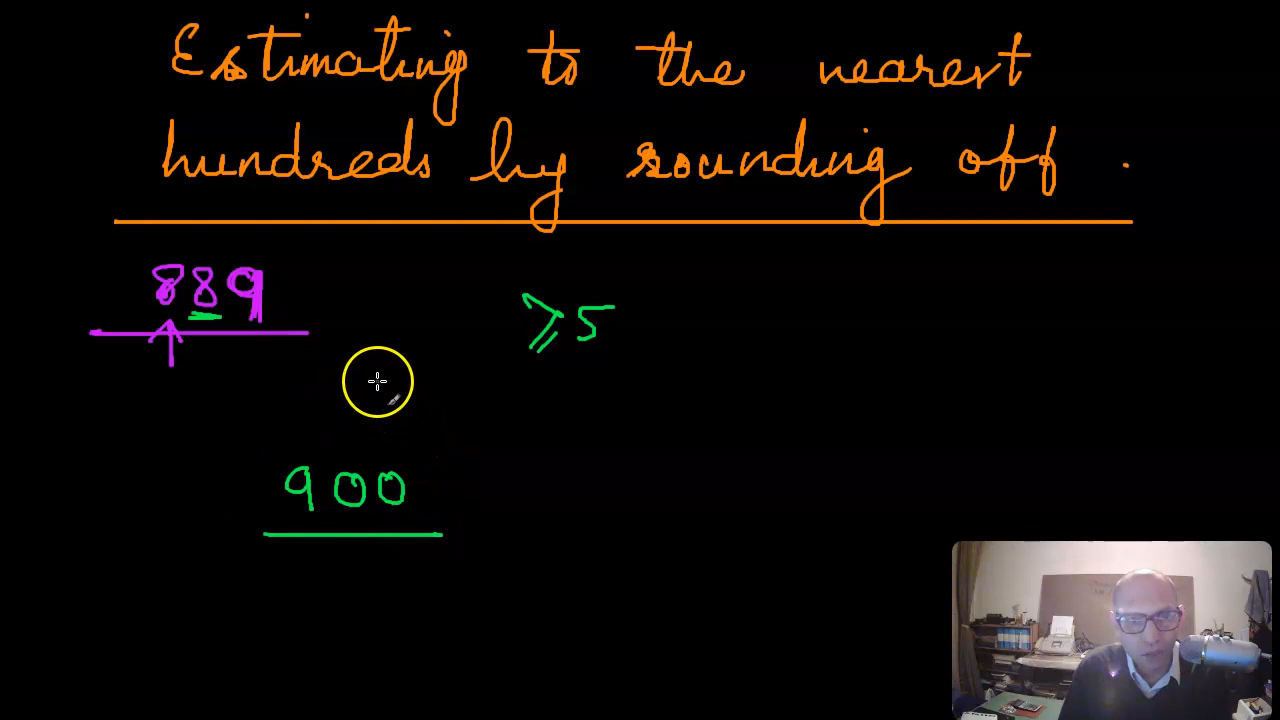 Estimating to the nearest
hundreds by rounding off.
889
≥5
900